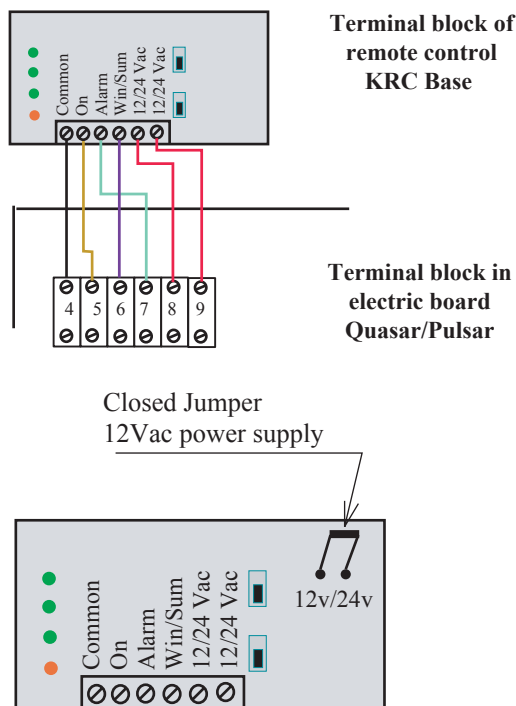 Terminal block of
remote control
KRC Base
Common
On
Alarm
Win/Sum
12/24 Vac
12/24 Vac
4 5 6 7 8 9
Terminal block in
electric board
Quasar/Pulsar
Closed Jumper
12Vac power supply
12v/24v
Common
On
Alarm
Win/Sum
12/24 Vac
12/24 Vac